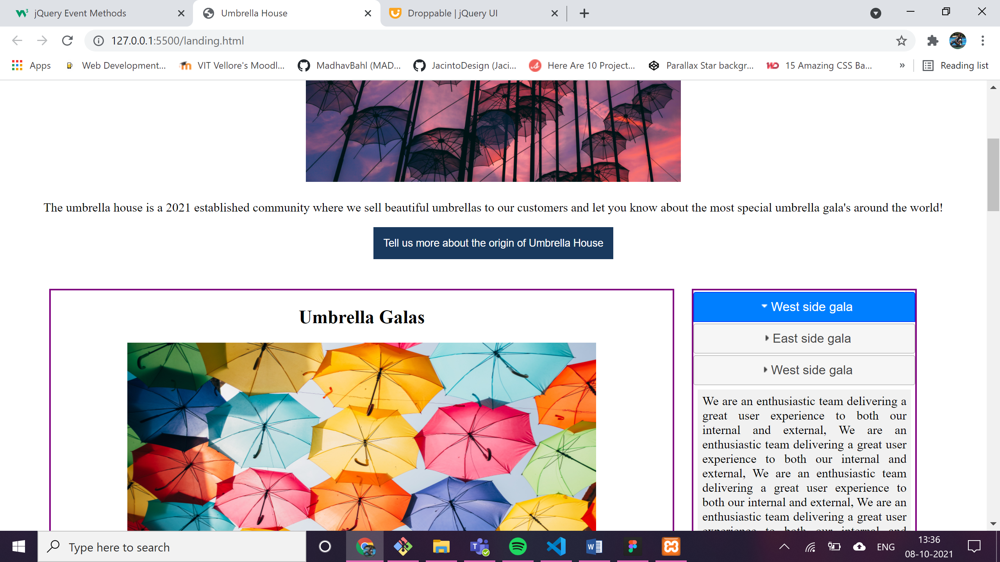 jQuery Event Methods
Umbrella House
Droppable | jQuery UI
127.0.0.1:5500/landing.html
Apps
Web Development...
VIT Vellore's Moodl...
MadhavBahl (MAD...
JacintoDesign (Jaci...
Here Are 10 Project...
Parallax Star backgr...
15 Amazing CSS Ba...
»
Reading list
The umbrella house is a 2021 established community where we sell beautiful umbrellas to our customers and let you know about the most special umbrella gala's around the world!
Tell us more about the origin of Umbrella House
Umbrella Galas
West side gala
East side gala
West side gala
We are an enthusiastic team delivering a
great user experience to both our
internal and external, We are an
enthusiastic team delivering a great user
experience to both our internal and
external, We are an enthusiastic team
delivering a great user experience to
both our internal and external, We are an
enthusiastic team delivering a great user
experience to both our internal and
Type here to search
ENG
13:36
08-10-2021